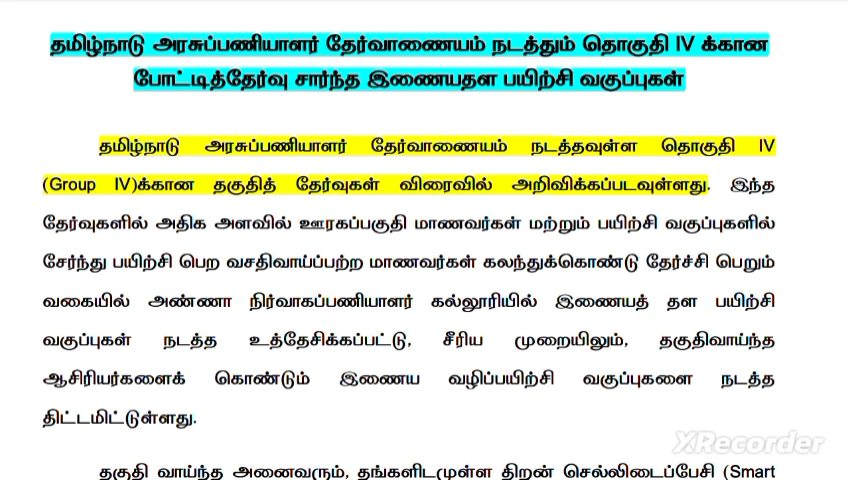 தமிழ்நாடு அரசுப்பணியாளர் தேர்வாணையம் நடத்தும் தொகுதி IV க்கான
போட்டித்தேர்வு சார்ந்த இணையதள பயிற்சி வகுப்புகள்
தமிழ்நாடு அரசுப்பணியாளர் தேர்வாணையம் நடத்தவுள்ள தொகுதி IV
(Group IV)க்கான தகுதித் தேர்வுகள் விரைவில் அறிவிக்கப்படவுள்ளது. இந்த
தேர்வுகளில் அதிக அளவில் ஊரகப்பகுதி மாணவர்கள் மற்றும் பயிற்சி வகுப்புகளில்
சேர்ந்து பயிற்சி பெற வசதிவாய்ப்பற்ற மாணவர்கள் கலந்துக்கொண்டு தேர்ச்சி பெறும்
வகையில் அண்ணா நிர்வாகப்பணியாளர் கல்லூரியில் இணையத் தள பயிற்சி
வகுப்புகள் நடத்த உத்தேசிக்கப்பட்டு, சீரிய முறையிலும், தகுதிவாய்ந்த
ஆசிரியர்களைக் கொண்டும் இணைய வழிப்பயிற்சி வகுப்புகளை நடத்த
திட்டமிட்டுள்ளது.
XRecorder
தகுதி வாய்ந்த அனைவரும், தங்களிடமுள்ள திறன் செல்லிடைப்பேசி (Smart